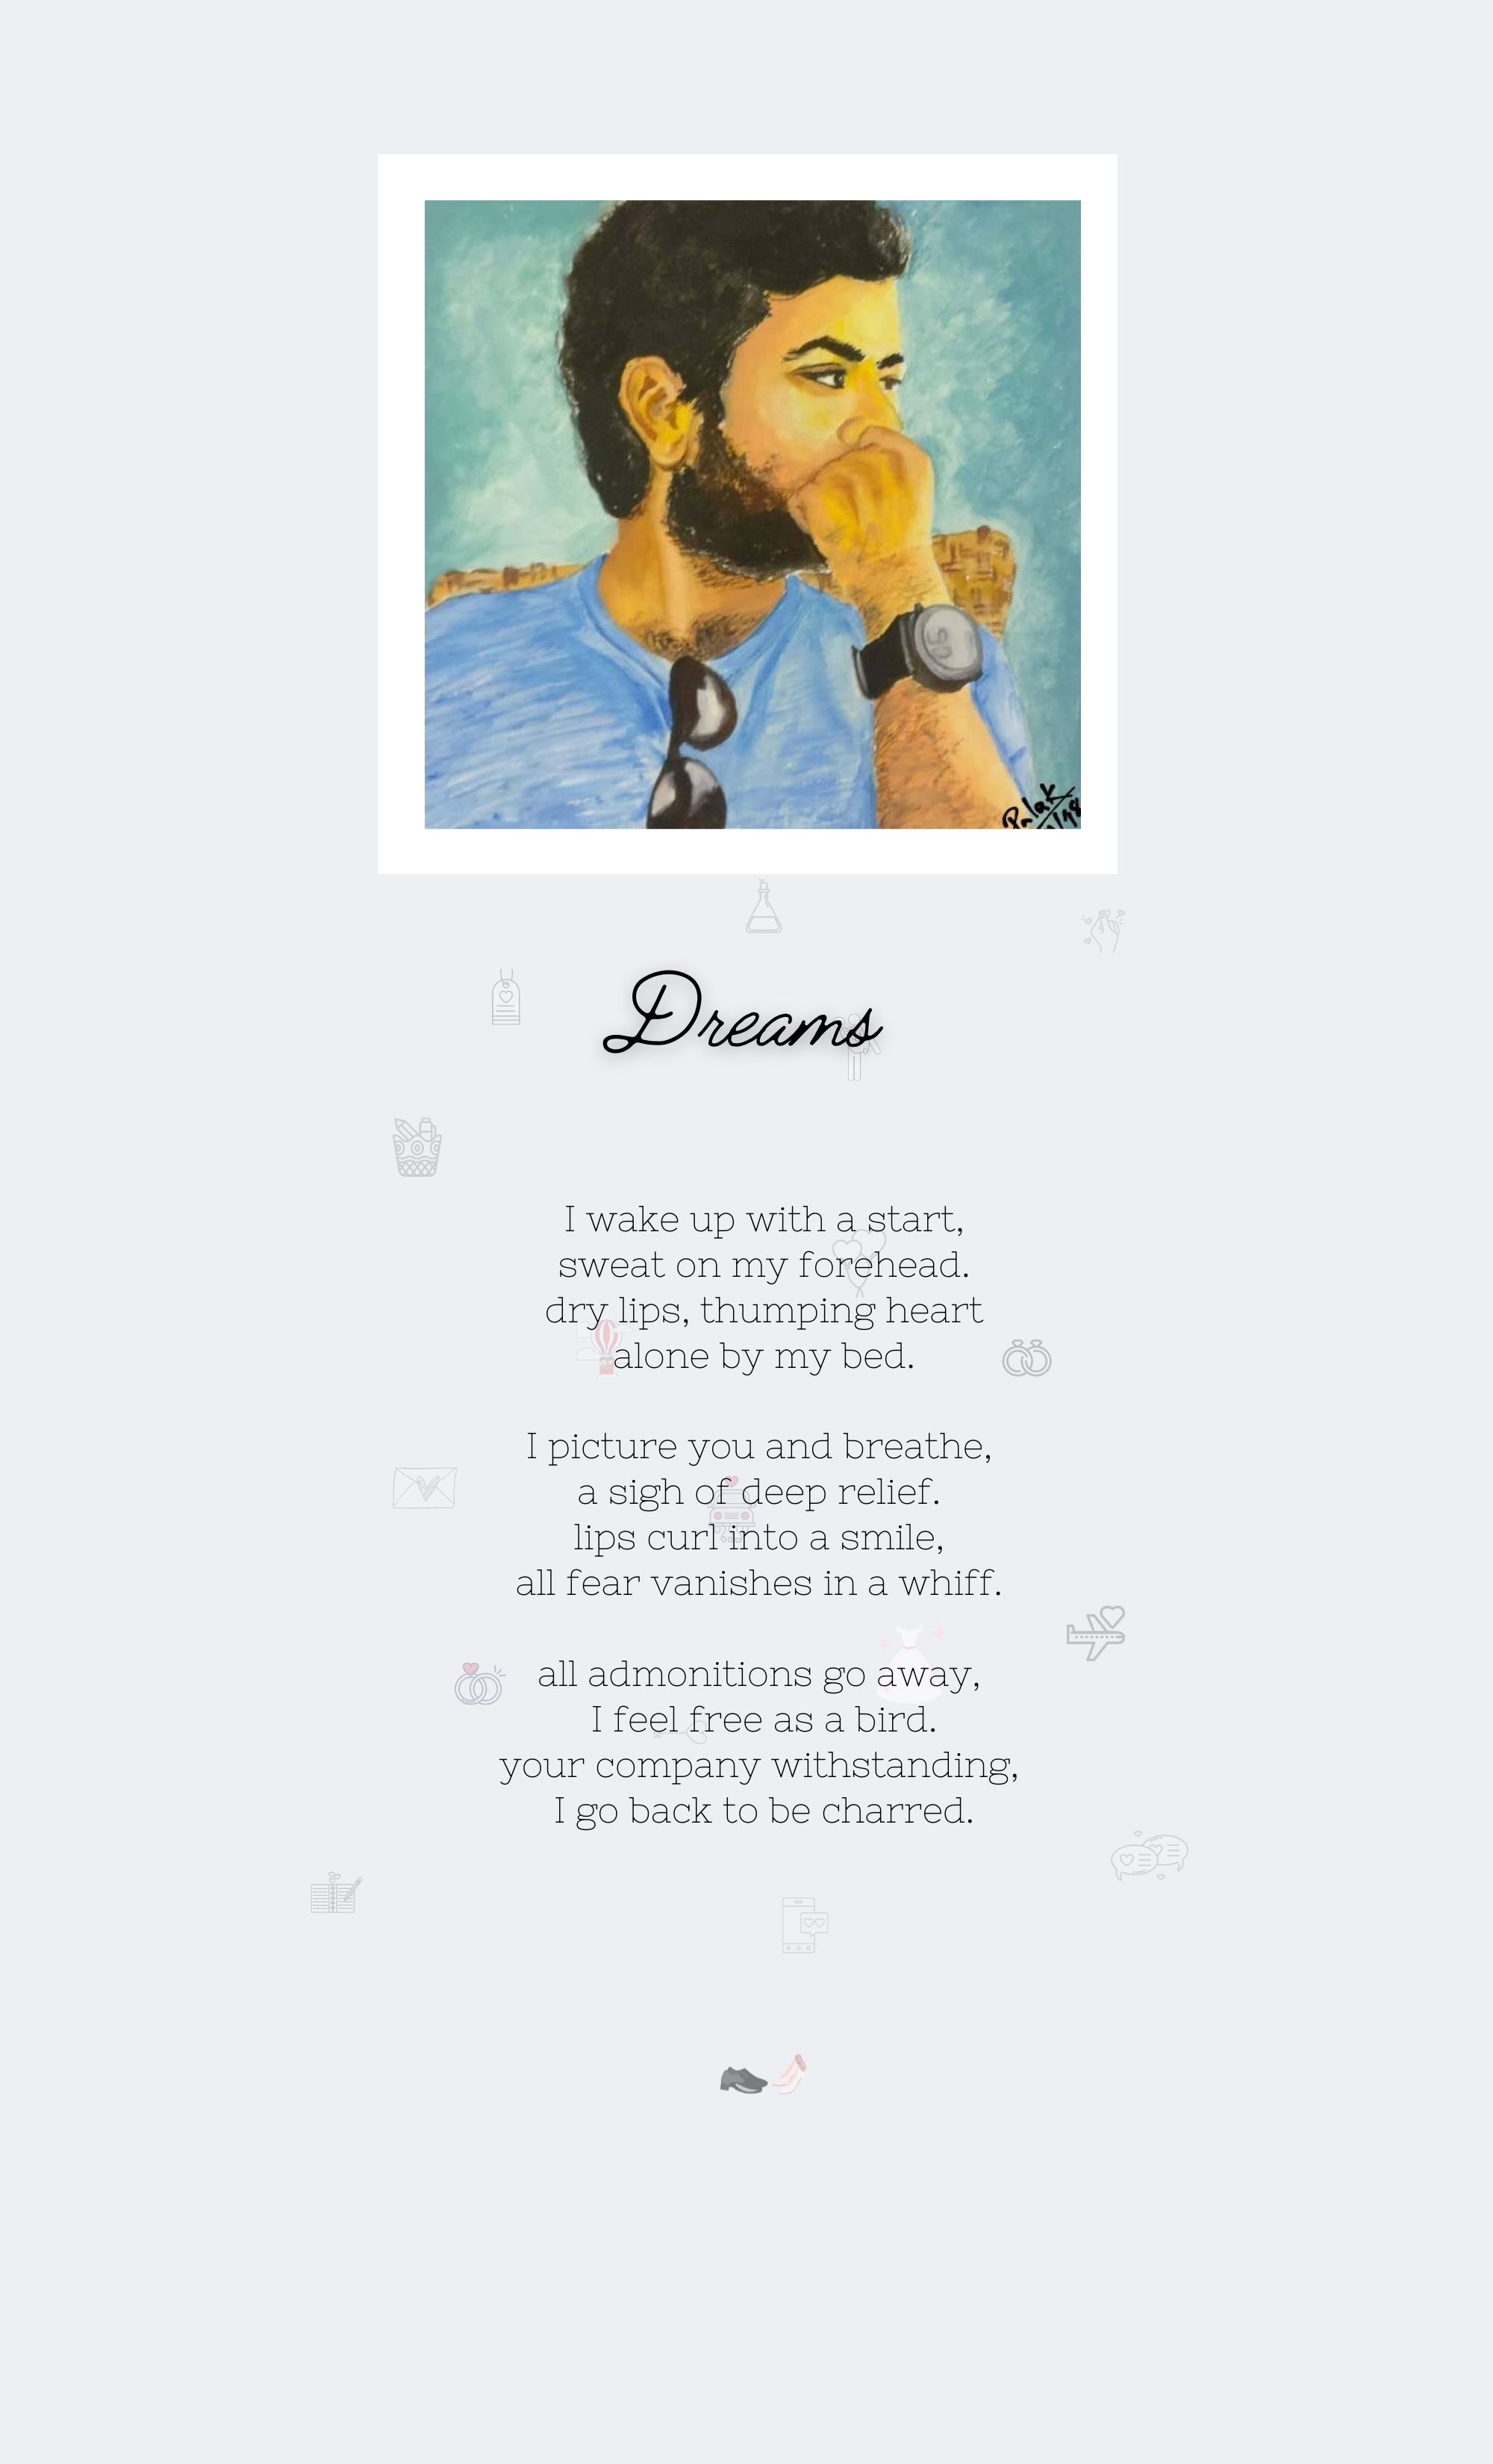 Dreams
I wake up with a start,
sweat on my forehead.
dry lips, thumping heart
alone by my bed.
I picture you and breathe,
a sigh of deep relief.
lips curl into a smile,
all fear vanishes in a whiff.
all admonitions go away,
I feel free as a bird.
your company withstanding,
I go back to be charred.